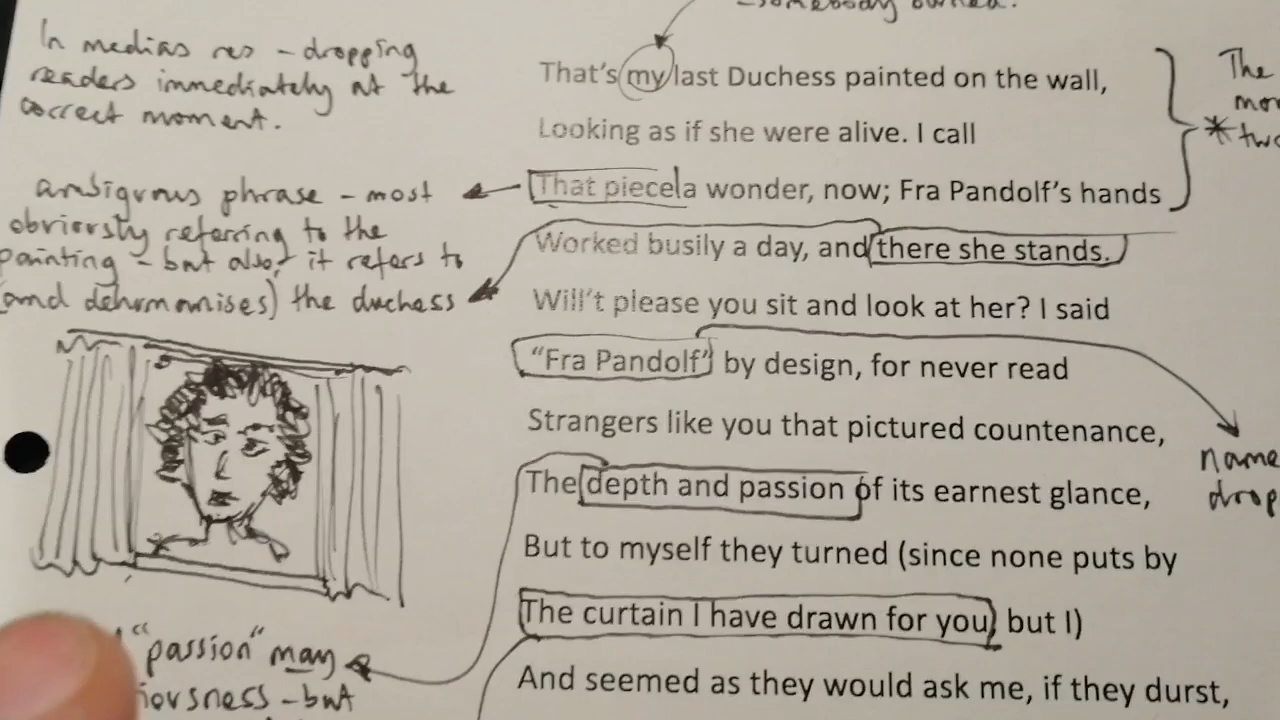 somebody owned.
In medias res - dropping
readers immediately at the
correct moment.
That's my last Duchess painted on the wall,
Looking as if she were alive. I call
The
two
ambiguous phrase - most
obviously referring to the
painting - but also, it refers to
(and dehumanises) the duchess
That piece a wonder, now; Fra Pandolf's hands
Worked busily a day, and there she stands.
Will't please you sit and look at her? I said
"Fra Pandolf" by design, for never read
Strangers like you that pictured countenance,
The depth and passion of its earnest glance,
But to myself they turned (since none puts by
The curtain I have drawn for you, but I)
And seemed as they would ask me, if they durst,
name
drop
"passion" may
iousness - but